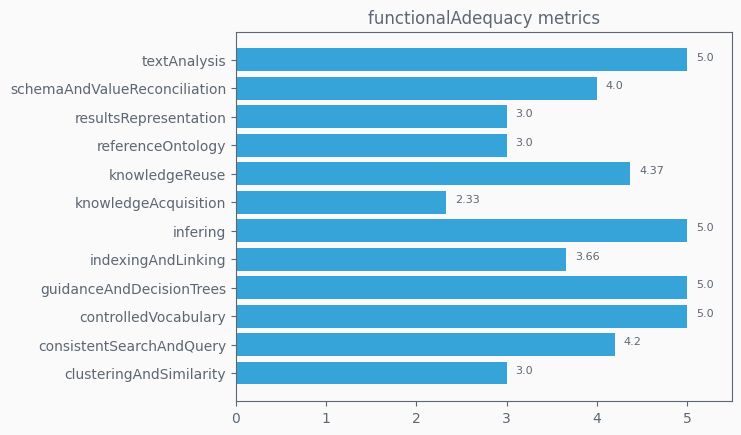 functionalAdequacy metrics
textAnalysis 5.0
schemaAndValueReconciliation 4.0
resultsRepresentation 3.0
referenceOntology 3.0
knowledgeReuse 4.37
knowledgeAcquisition 2.33
infering 5.0
indexingAndLinking 3.66
guidanceAndDecisionTrees 5.0
controlledVocabulary 5.0
consistentSearchAndQuery 4.2
clusteringAndSimilarity 3.0
0 1 2 3 4 5